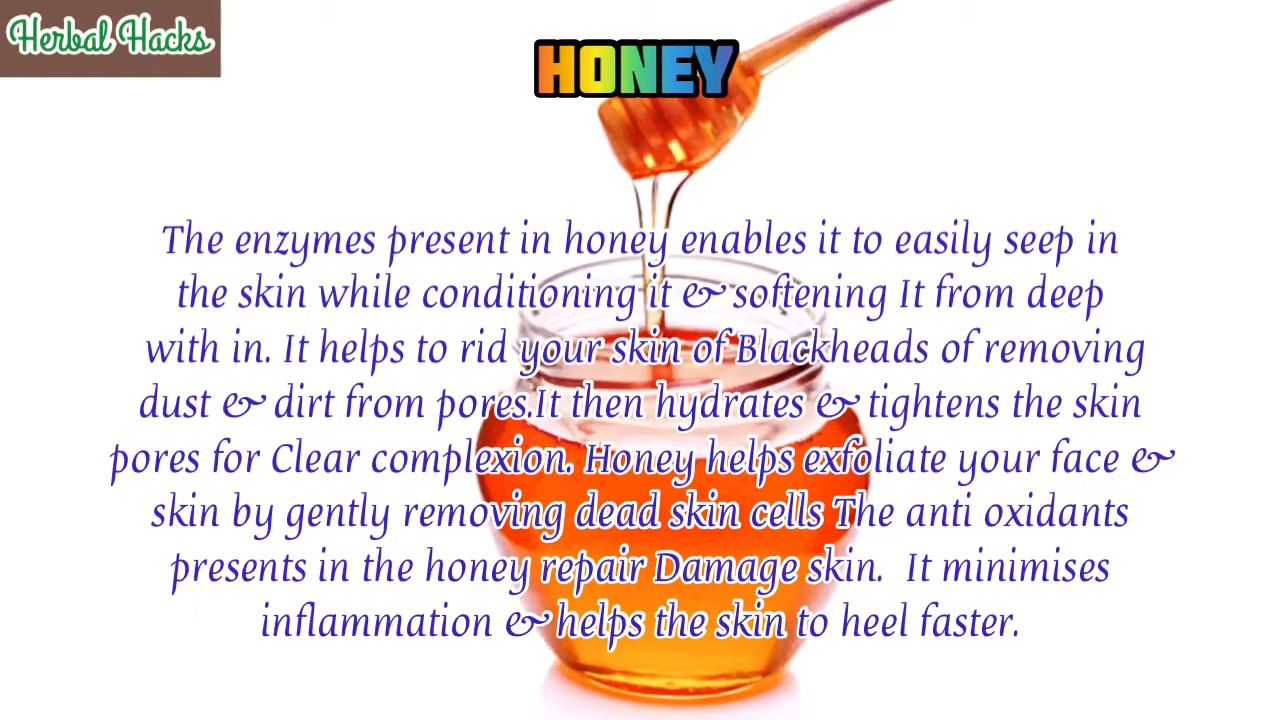 Herbal Hacks
HONEY
The enzymes present in honey enables it to easily seep in
the skin while conditioning it & softening It from deep
with in. It helps to rid your skin of Blackheads of removing
dust & dirt from pores.It then hydrates & tightens the skin
pores for Clear complexion. Honey helps exfoliate your face &
skin by gently removing dead skin cells The anti oxidants
presents in the honey repair Damage skin.  It minimises
inflammation & helps the skin to heel faster.